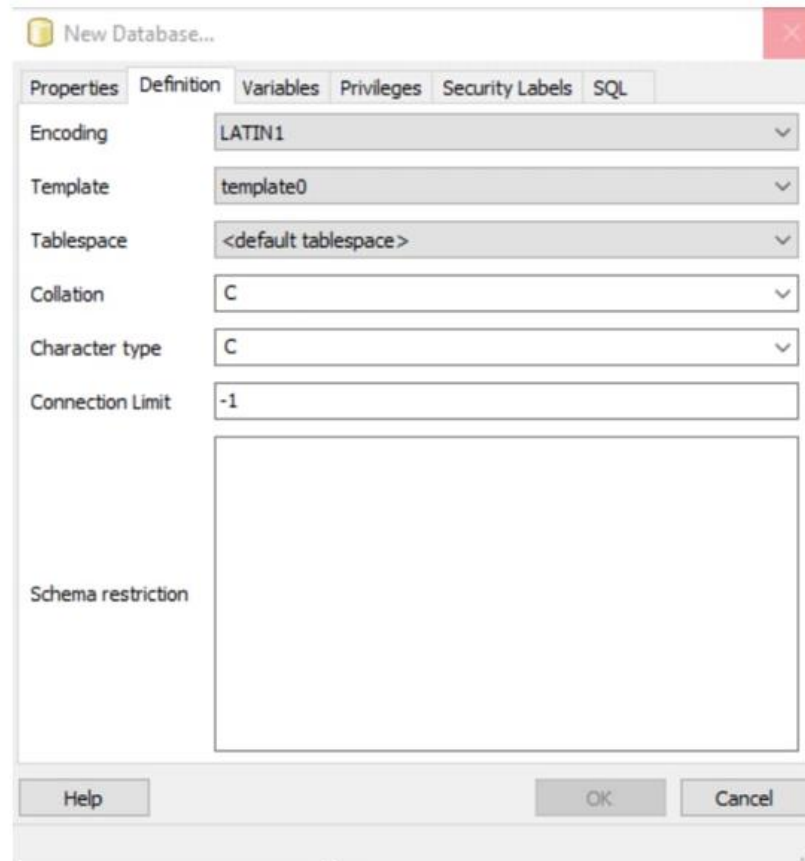 New Database...
Properties Definition Variables Privileges Security Labels SQL
Encoding LATIN1
Template template0
Tablespace <default tablespace>
Collation C
Character type C
Connection Limit -1
Schema restriction
Help OK Cancel